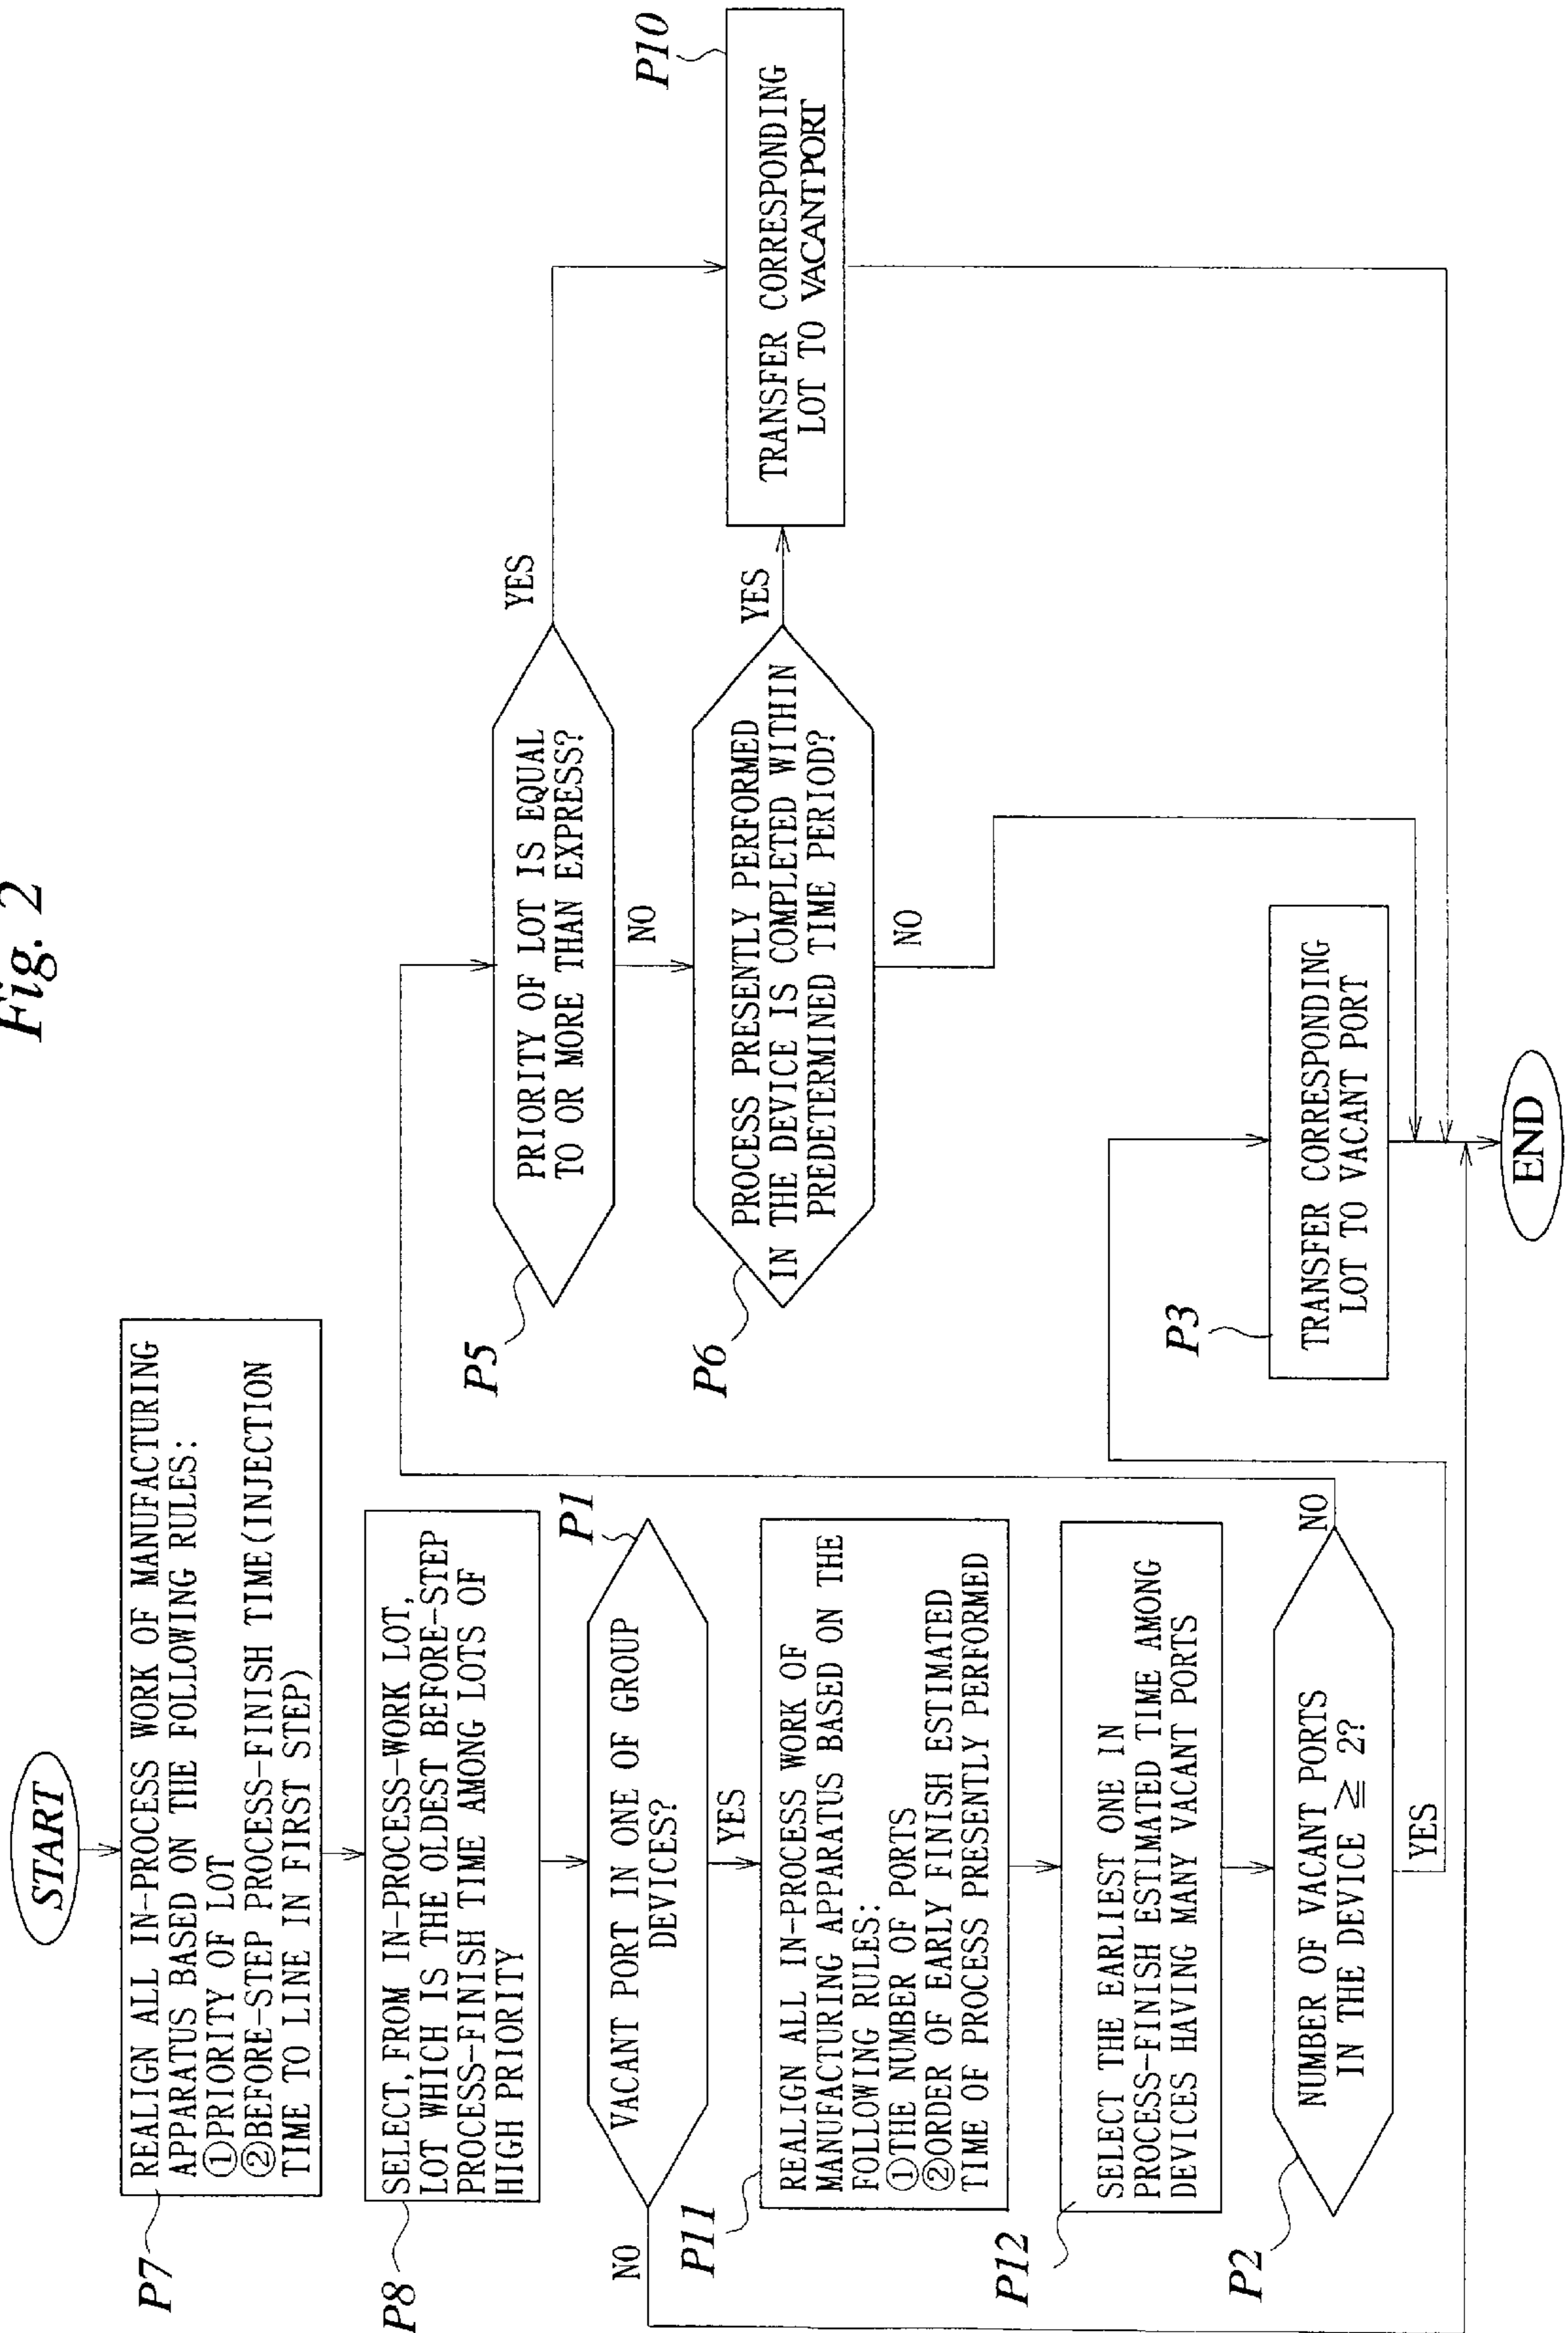 Fig. 2
START
P7
REALIGN ALL IN-PROCESS WORK OF MANUFACTURING
APPARATUS BASED ON THE FOLLOWING RULES:
①PRIORITY OF LOT
②BEFORE-STEP PROCESS-FINISH TIME(INJECTION
TIME TO LINE IN FIRST STEP)
P8
SELECT, FROM IN-PROCESS-WORK LOT,
LOT WHICH IS THE OLDEST BEFORE-STEP
PROCESS-FINISH TIME AMONG LOTS OF
HIGH PRIORITY
P1
VACANT PORT IN ONE OF GROUP
DEVICES?
NO
YES
P11
REALIGN ALL IN-PROCESS WORK OF
MANUFACTURING APPARATUS BASED ON THE
FOLLOWING RULES:
①THE NUMBER OF PORTS
②ORDER OF EARLY FINISH ESTIMATED
TIME OF PROCESS PRESENTLY PERFORMED
P12
SELECT THE EARLIEST ONE IN
PROCESS-FINISH ESTIMATED TIME AMONG
DEVICES HAVING MANY VACANT PORTS
P2
NUMBER OF VACANT PORTS
IN THE DEVICE ≧ 2?
NO
YES
P5
PRIORITY OF LOT IS EQUAL
TO OR MORE THAN EXPRESS?
YES
NO
P6
PROCESS PRESENTLY PERFORMED
IN THE DEVICE IS COMPLETED WITHIN
PREDETERMINED TIME PERIOD?
YES
NO
P10
TRANSFER CORRESPONDING
LOT TO VACANTPORT
P3
TRANSFER CORRESPONDING
LOT TO VACANT PORT
END